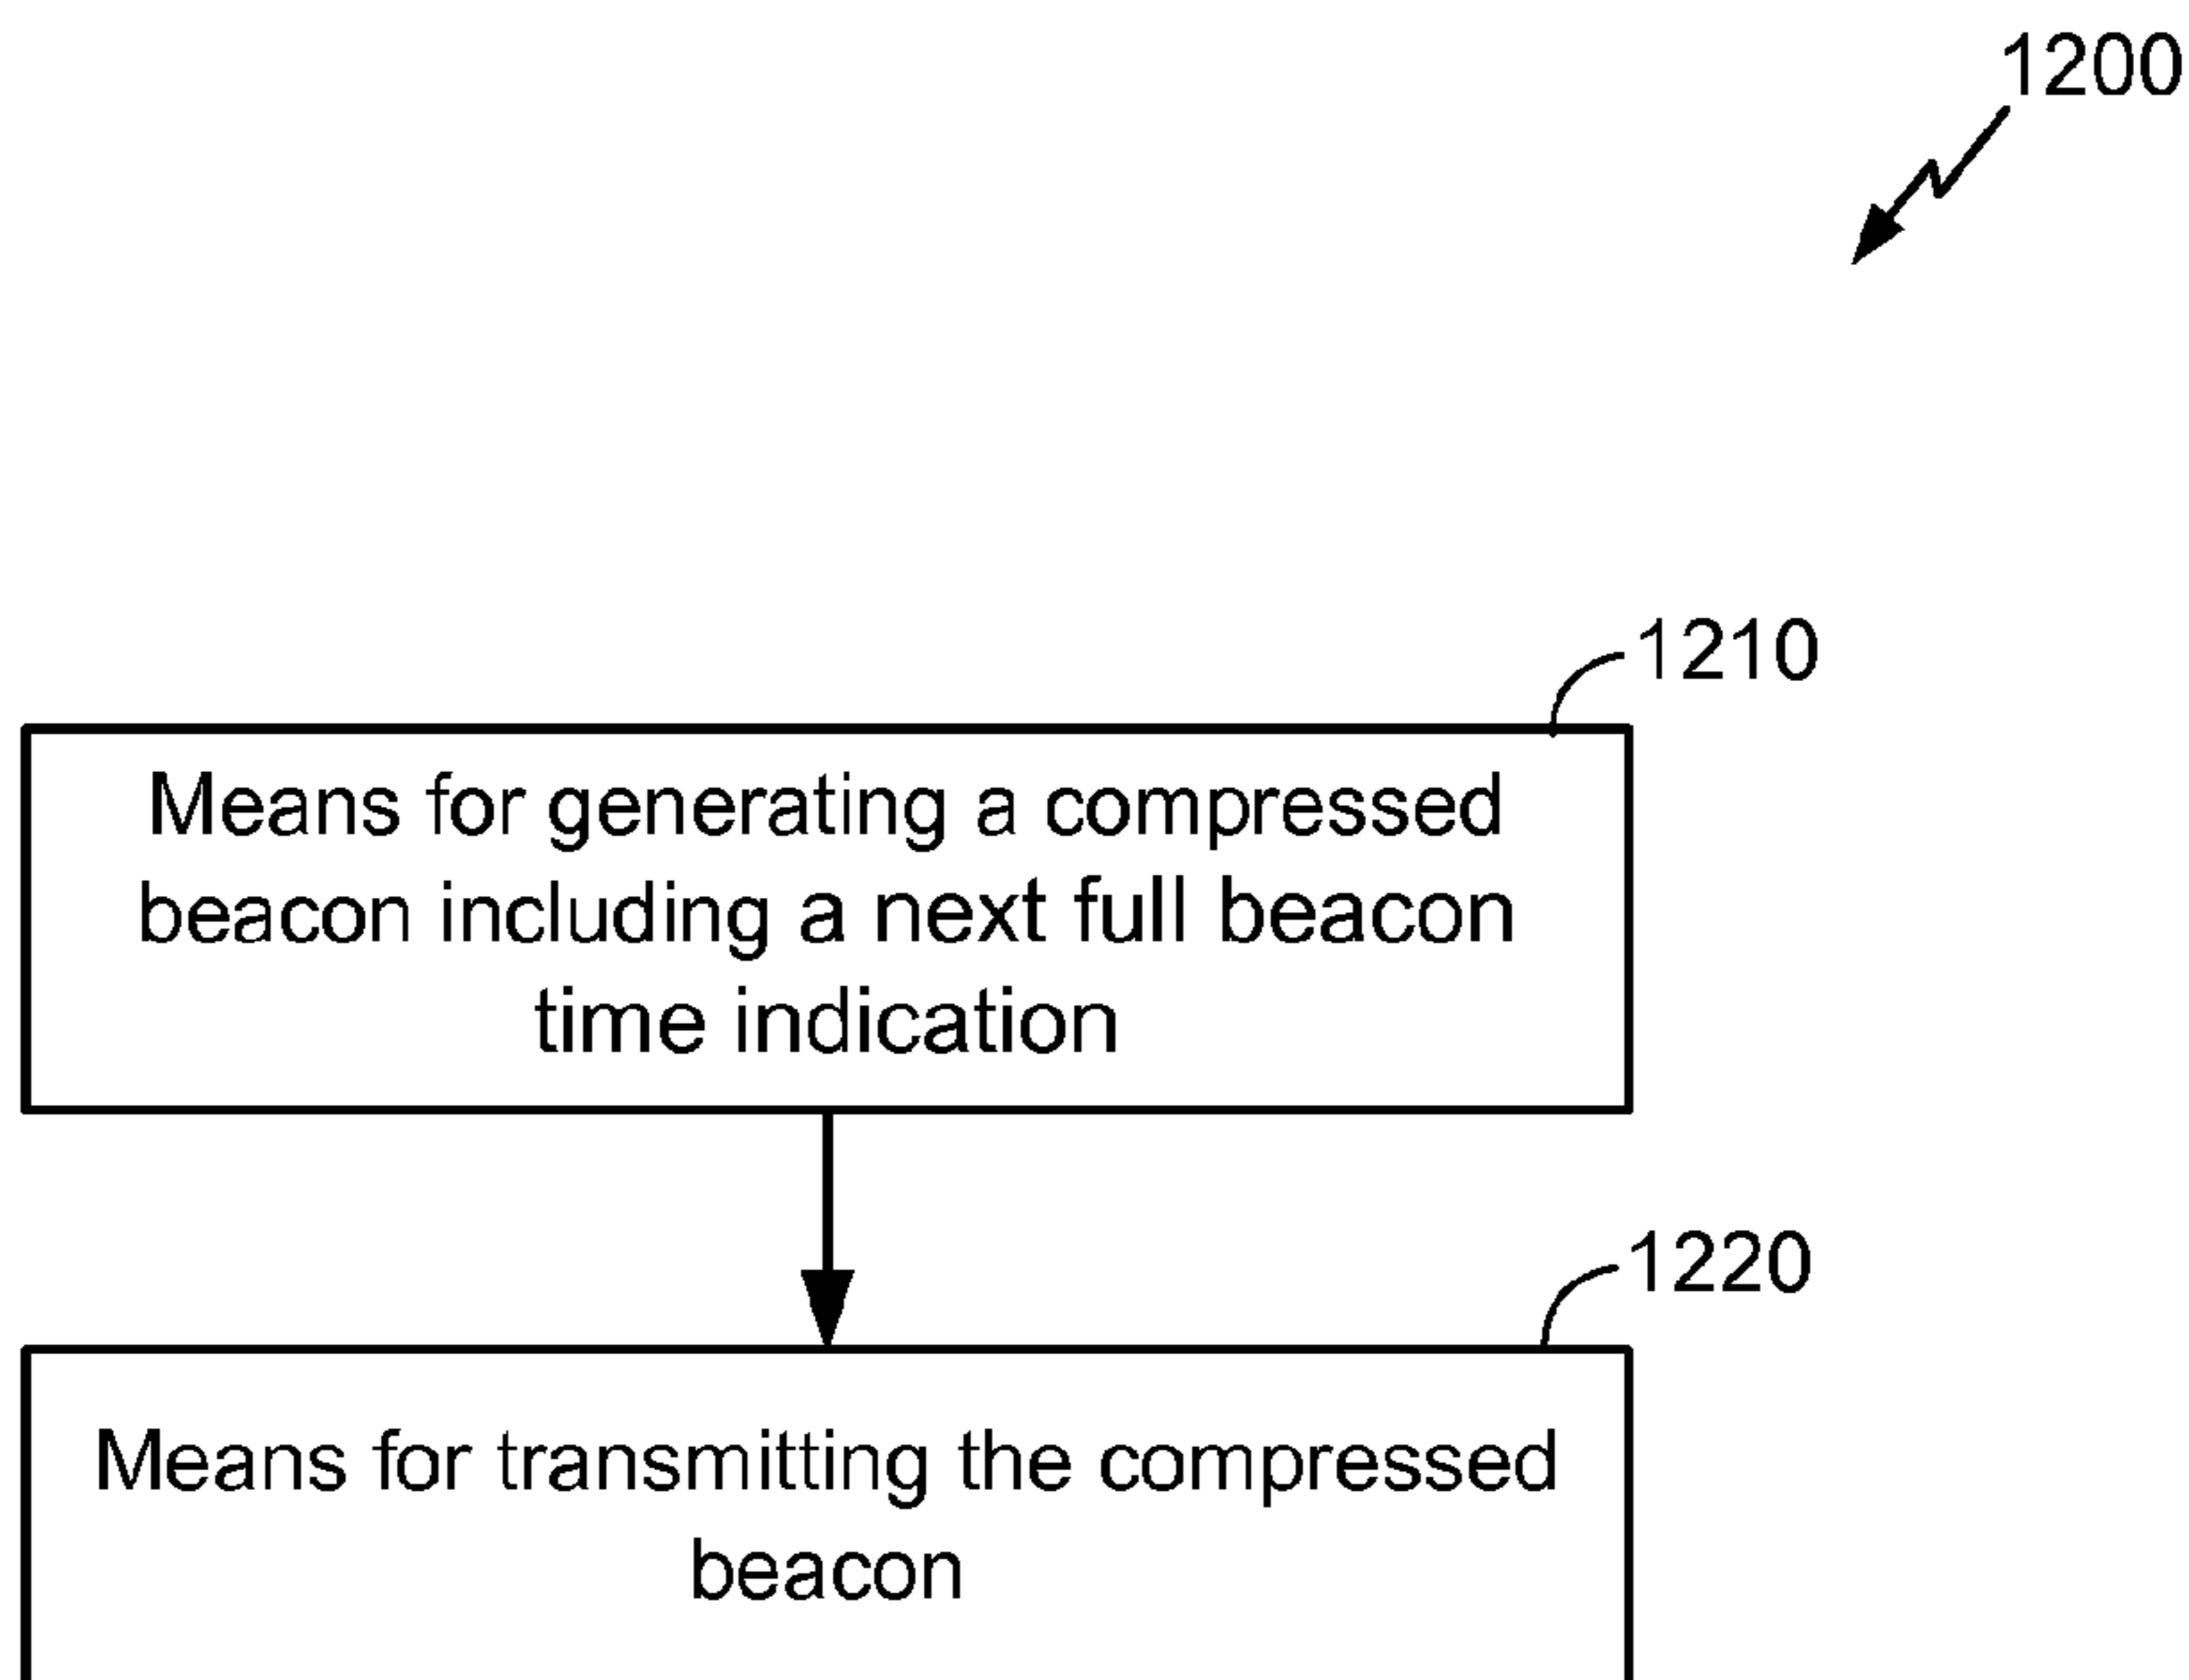 1200
1210
Means for generating a compressed
beacon including a next full beacon
time indication
1220
Means for transmitting the compressed
beacon